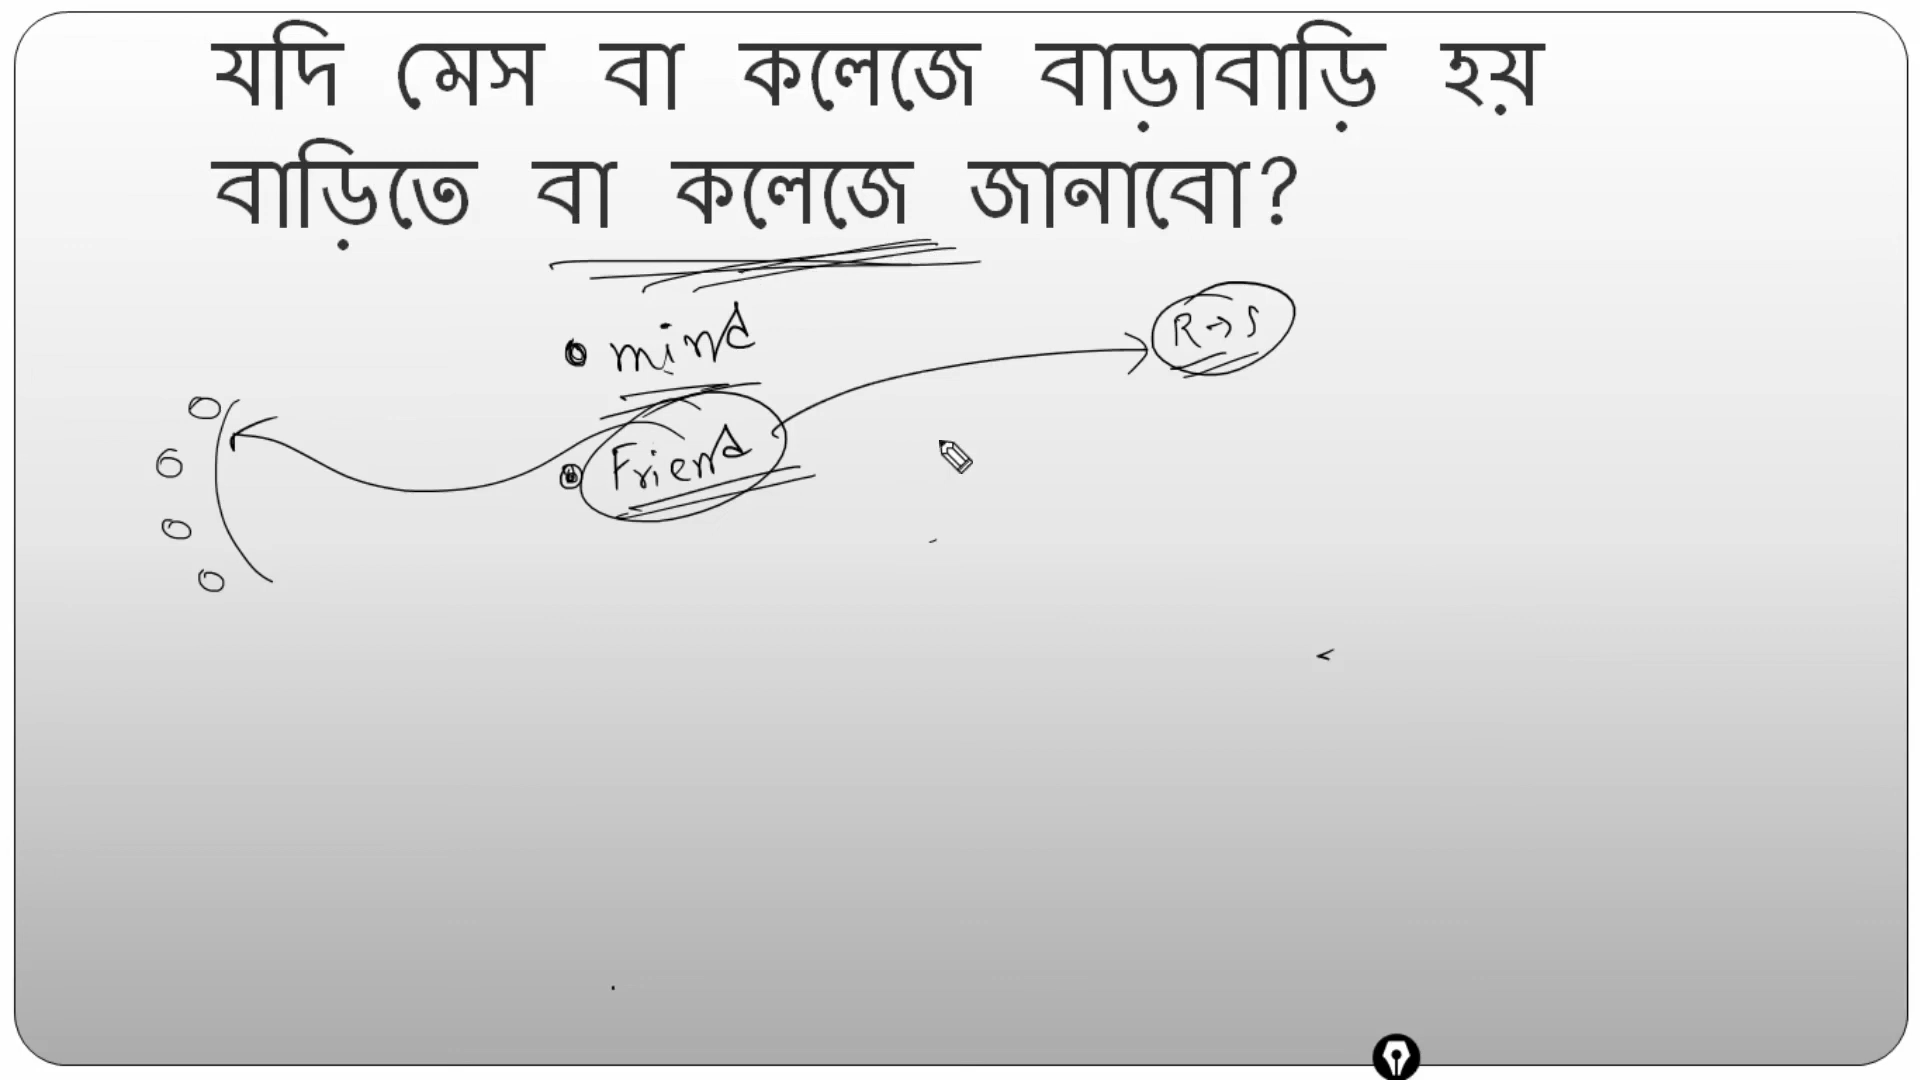 যদি মেস বা কলেজে বাড়াবাড়ি হয়
বাড়িতে বা কলেজে জানাবো?
mind
R → S
Friend